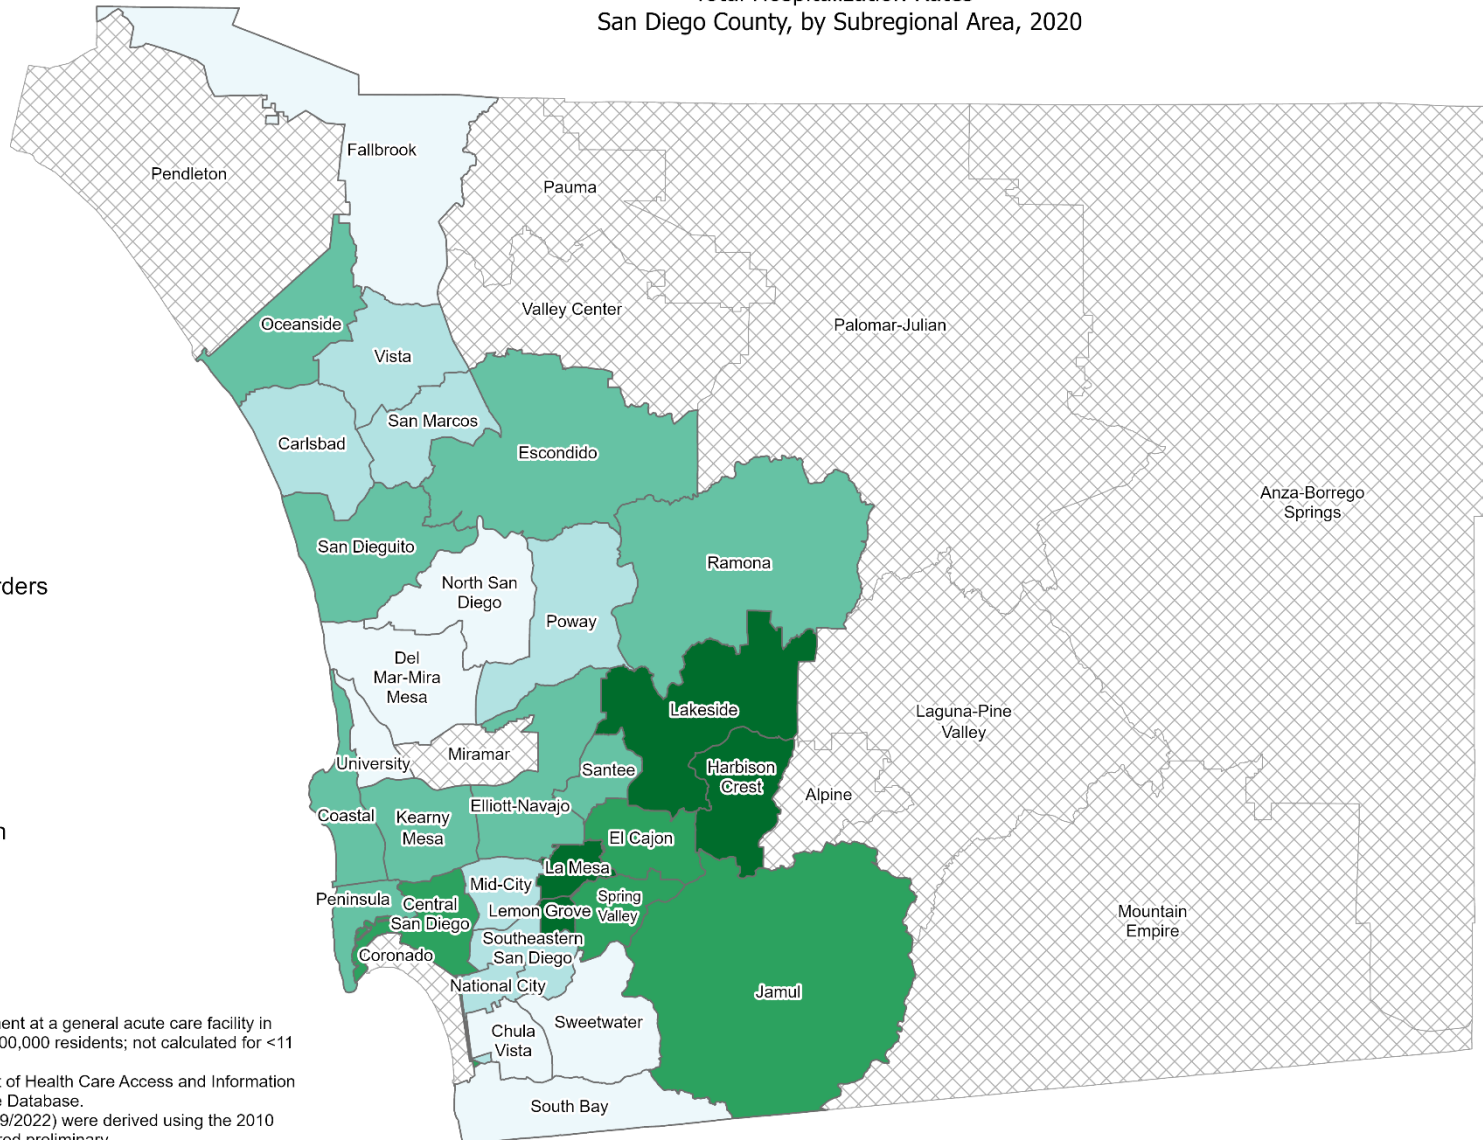 San Diego County, by Subregional Area, 2020
Fallbrook
Pendleton
Pauma
Valley Center
Oceanside
Palomar-Julian
Vista
San Marcos
Carlsbad
Escondido
Anza-Borrego
Springs
San Dieguito
Ramona
North San
Diego
Poway
Del
Mar-Mira
Mesa
Lakeside
Laguna-Pine
Valley
Miramar
University
Santee
Harbison
Crest
Alpine
Elliott-Navajo
Coastal
Kearny
Mesa
El Cajon
La Mesa
Mid-City
Peninsula
Central
San Diego
Lemon Grove
Spring
Valley
Mountain
Empire
Southeastern
San Diego
Coronado
National City
Jamul
Sweetwater
Chula
Vista
South Bay
rders
ent at a general acute care facility in
00,000 residents; not calculated for <11
of Health Care Access and Information
Database.
9/2022) were derived using the 2010
preliminary